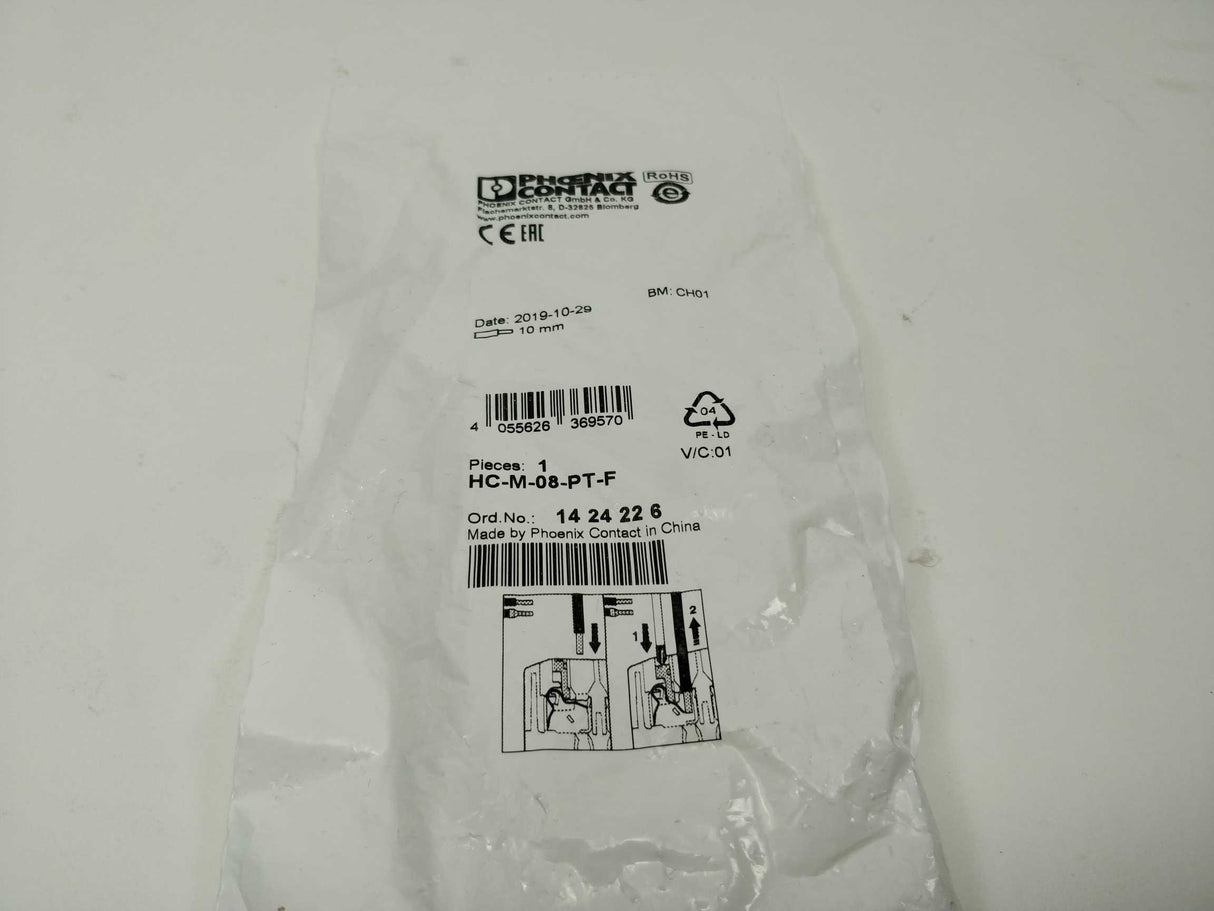 PHŒNIX
CONTACT
RoHS
e
PHOENIX CONTACT GmbH & Co. KG
Flachsmarktstr. 8, D-32825 Blomberg
www.phoenixcontact.com
CE EAC
BM: CH01
Date: 2019-10-29
10 mm
4 055626 369570
04
PE-LD
V/C:01
Pieces: 1
HC-M-08-PT-F
Ord.No.: 14 24 22 6
Made by Phoenix Contact in China
1
2